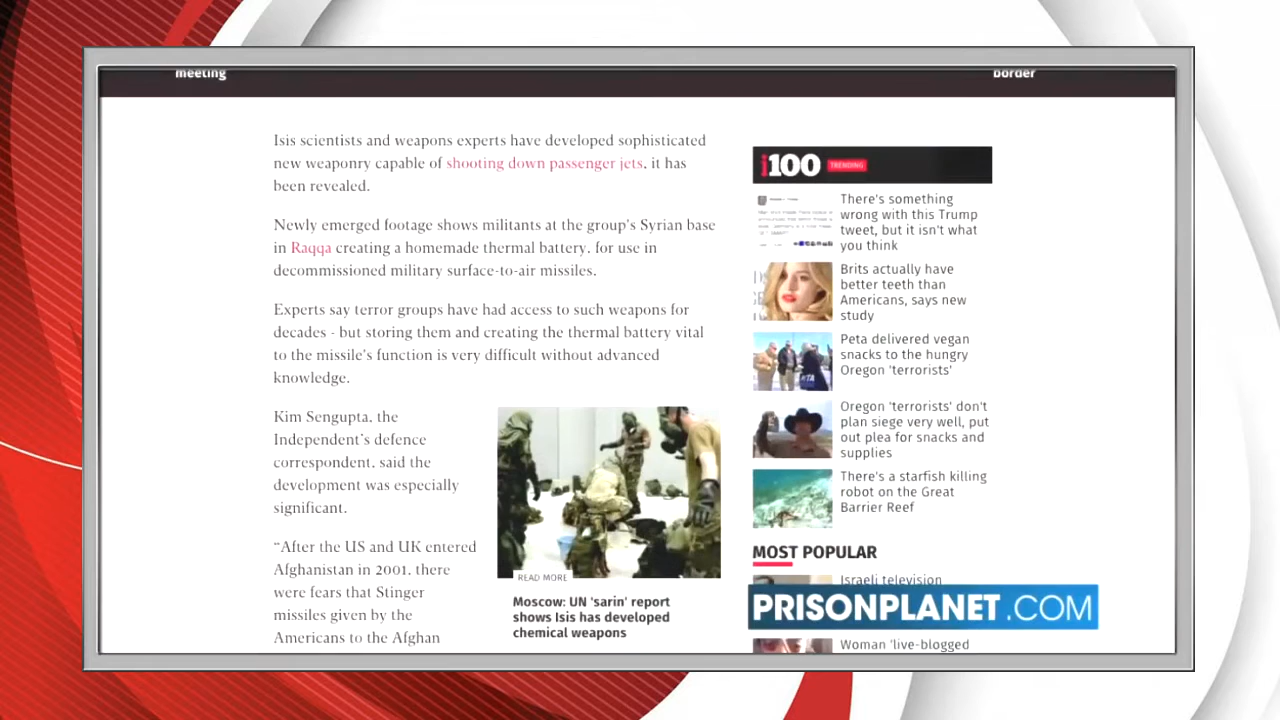 meeting
border
Isis scientists and weapons experts have developed sophisticated
new weaponry capable of shooting down passenger jets, it has
been revealed.
Newly emerged footage shows militants at the group's Syrian base
in Raqqa creating a homemade thermal battery, for use in
decommissioned military surface-to-air missiles.
Experts say terror groups have had access to such weapons for
decades - but storing them and creating the thermal battery vital
to the missile's function is very difficult without advanced
knowledge.
Kim Sengupta, the
Independent's defence
correspondent, said the
development was especially
significant.
“After the US and UK entered
Afghanistan in 2001, there
were fears that Stinger
missiles given by the
Americans to the Afghan
READ MORE
Moscow: UN 'sarin' report
shows Isis has developed
chemical weapons
i100 TRENDING
There's something
wrong with this Trump
tweet, but it isn't what
you think
Brits actually have
better teeth than
Americans, says new
study
Peta delivered vegan
snacks to the hungry
Oregon 'terrorists'
Oregon 'terrorists' don't
plan siege very well, put
out plea for snacks and
supplies
There's a starfish killing
robot on the Great
Barrier Reef
MOST POPULAR
Israeli television
PRISONPLANET.COM
Woman 'live-blogged